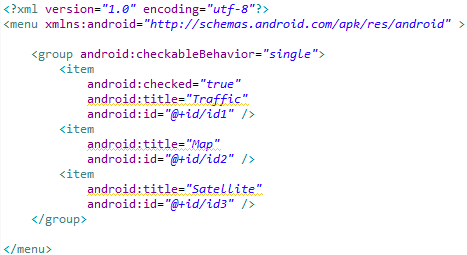 <?xml version="1.0" encoding="utf-8"?>
<menu xmlns:android="http://schemas.android.com/apk/res/android" >
<group android:checkableBehavior="single">
<item
android:checked="true"
android:title="Traffic"
android:id="@+id/id1" />
<item
android:title="Map"
android:id="@+id/id2" />
<item
android:title="Satellite"
android:id="@+id/id3" />
</group>
</menu>